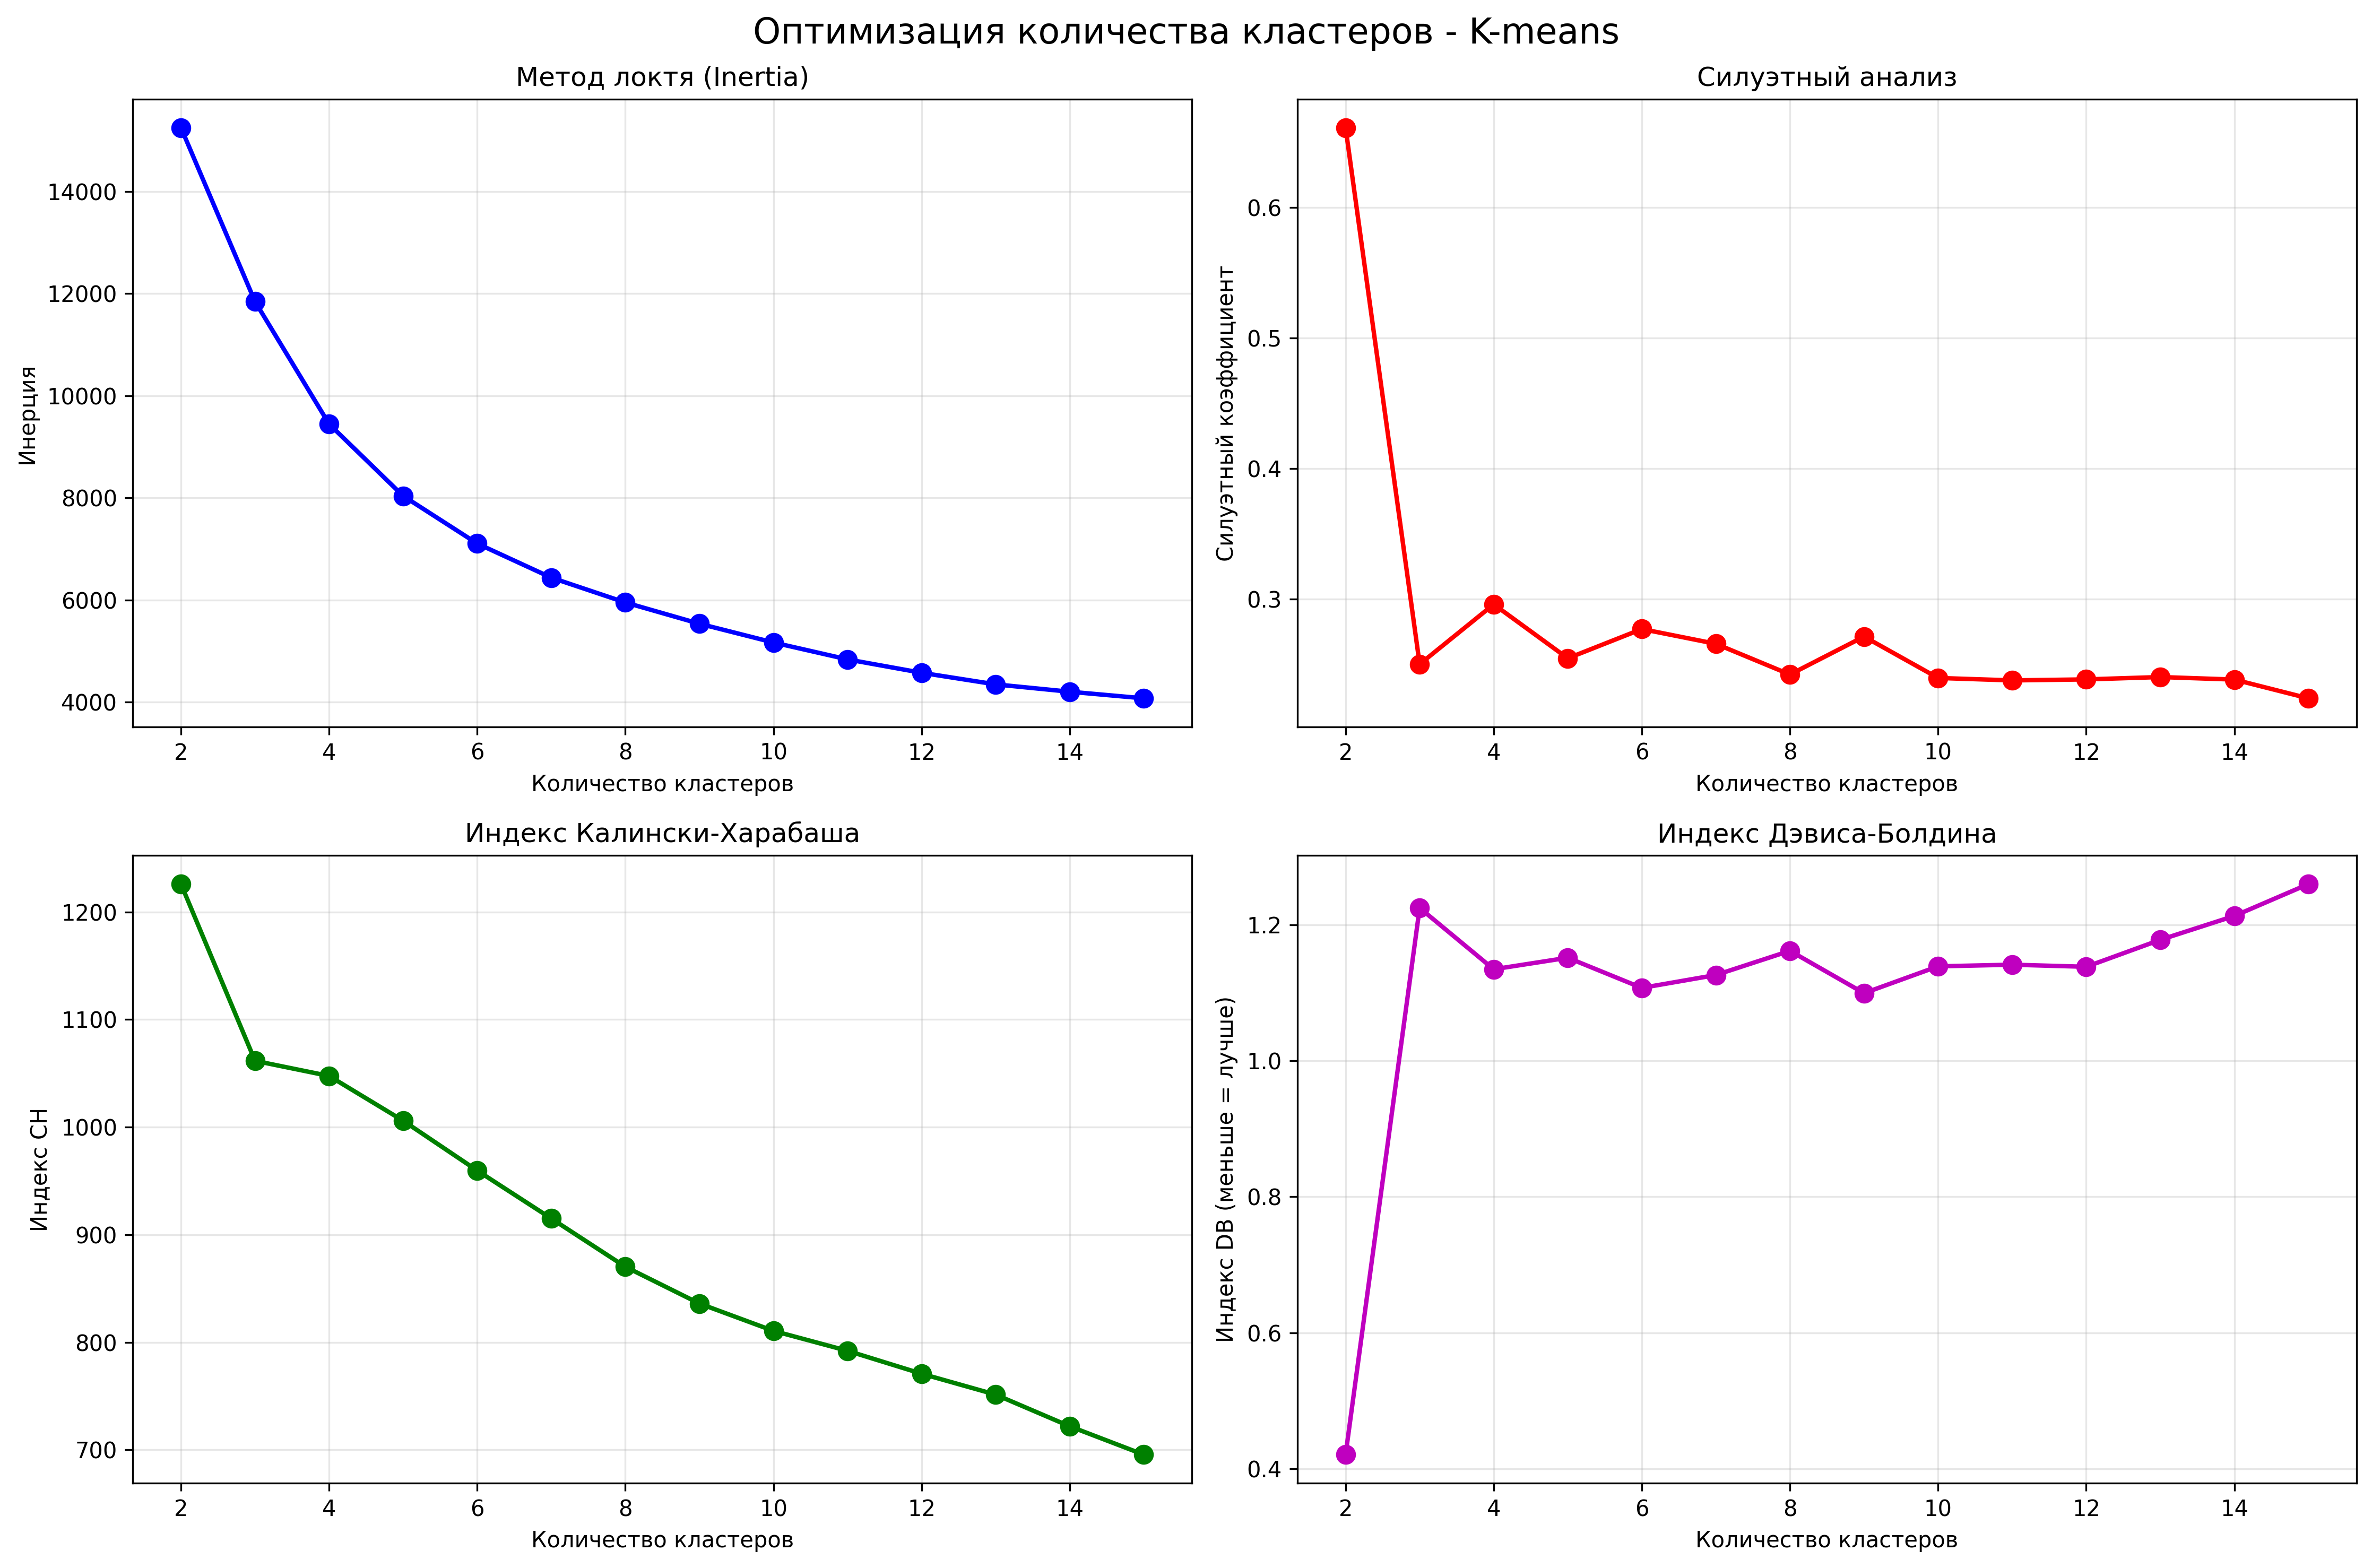 Оптимизация количества кластеров - K-means
Метод локтя (Inertia)
Инерция
14000
12000
10000
8000
6000
4000
2 4 6 8 10 12 14
Количество кластеров
Силуэтный анализ
Силуэтный коэффициент
0.6
0.5
0.4
0.3
2 4 6 8 10 12 14
Количество кластеров
Индекс Калински-Харабаша
Индекс CH
1200
1100
1000
900
800
700
2 4 6 8 10 12 14
Количество кластеров
Индекс Дэвиса-Болдина
Индекс DB (меньше = лучше)
1.2
1.0
0.8
0.6
0.4
2 4 6 8 10 12 14
Количество кластеров